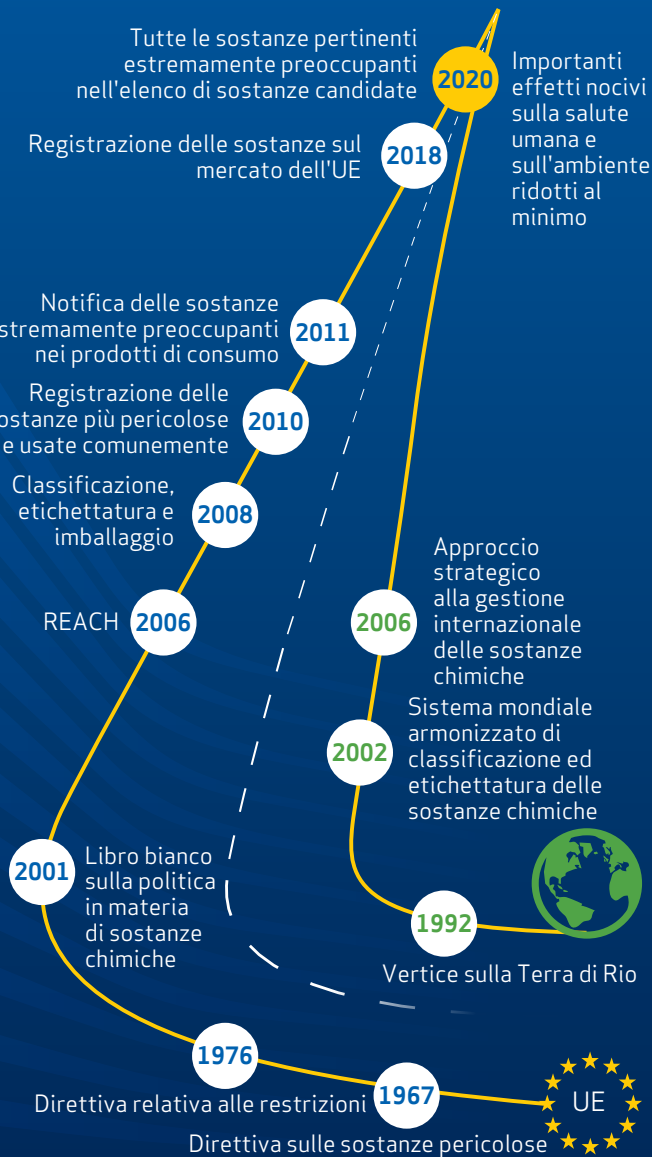 Tutte le sostanze pertinenti
estremamente preoccupanti
nell'elenco di sostanze candidate
2020
Importanti
effetti nocivi
sulla salute
umana e
sull'ambiente
ridotti al
minimo
Registrazione delle sostanze sul
mercato dell'UE
2018
Notifica delle sostanze
estremamente preoccupanti
nei prodotti di consumo
2011
Registrazione delle
sostanze più pericolose
e usate comunemente
2010
Classificazione,
etichettatura e
imballaggio
2008
REACH
2006
2006
Approccio
strategico
alla gestione
internazionale
delle sostanze
chimiche
2002
Sistema mondiale
armonizzato di
classificazione ed
etichettatura delle
sostanze chimiche
2001
Libro bianco
sulla politica
in materia
di sostanze
chimiche
1992
Vertice sulla Terra di Rio
1976
Direttiva relativa alle restrizioni
1967
Direttiva sulle sostanze pericolose
UE